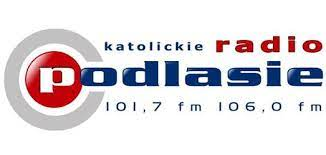 katolickie radio
podlasie
101,7 fm 106,0 fm